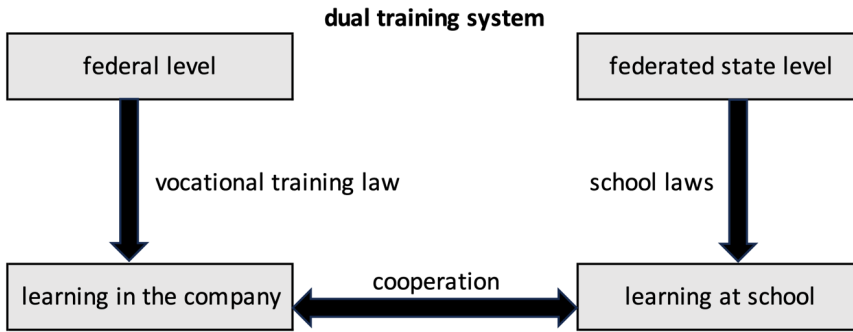 dual training system
federal level
federated state level
vocational training law
school laws
learning in the company
cooperation
learning at school